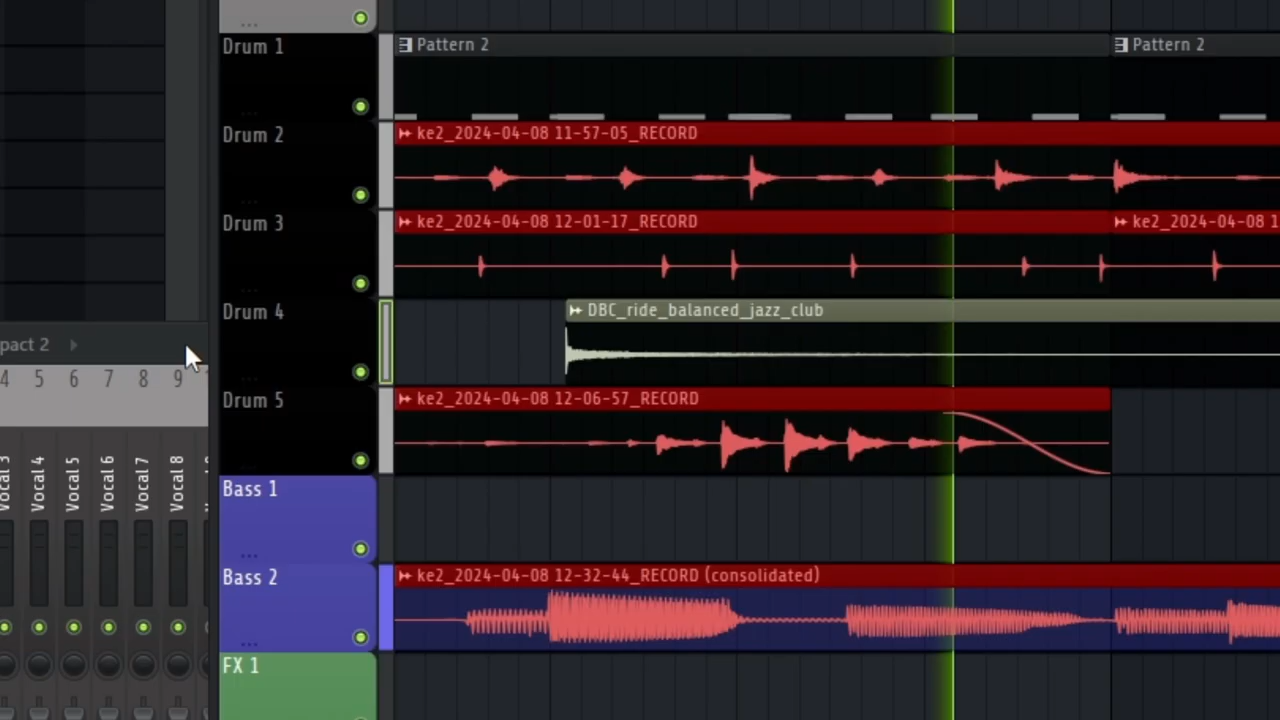 ...
Drum 1
Pattern 2
Pattern 2
Drum 2
...
ke2_2024-04-08 11-57-05_RECORD
Drum 3
...
ke2_2024-04-08 12-01-17_RECORD
ke2_2024-04-08 1
Drum 4
...
DBC_ride_balanced_jazz_club
pact 2
4 5 6 7 8 9
Drum 5
...
ke2_2024-04-08 12-06-57_RECORD
Vocal 3
Vocal 4
Vocal 5
Vocal 6
Vocal 7
Vocal 8
Bass 1
...
Bass 2
...
ke2_2024-04-08 12-32-44_RECORD (consolidated)
FX 1